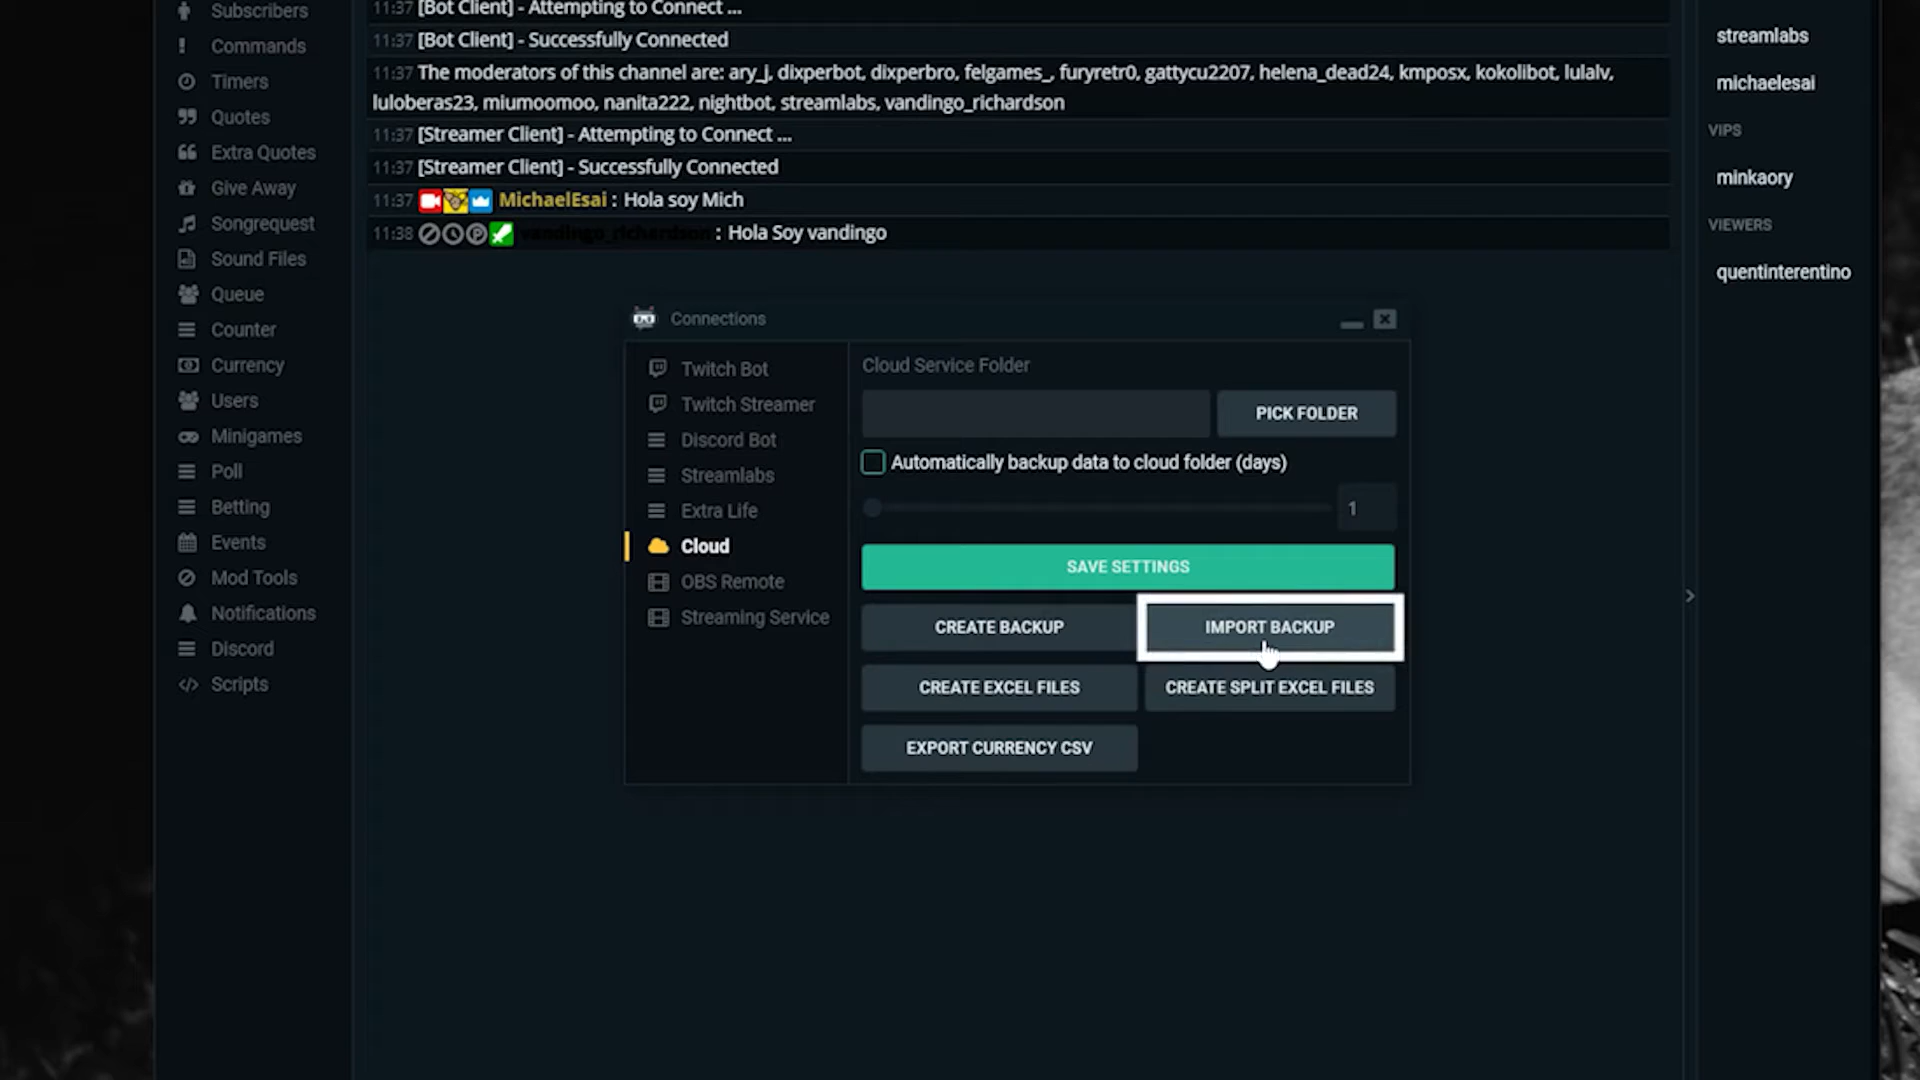 Subscribers
Commands
Timers
Quotes
Extra Quotes
Give Away
Songrequest
Sound Files
Queue
Counter
Currency
Users
Minigames
Poll
Betting
Events
Mod Tools
Notifications
Discord
Scripts
11:37 [Bot Client] - Attempting to Connect ...
11:37 [Bot Client] - Successfully Connected
11:37 The moderators of this channel are: ary_j, dixperbot, dixperbro, felgames_, furyretr0, gattycu2207, helena_dead24, kmposx, kokolibot, lulalv,
luloberas23, miumoomoo, nanita222, nightbot, streamlabs, vandingo_richardson
11:37 [Streamer Client] - Attempting to Connect ...
11:37 [Streamer Client] - Successfully Connected
11:37 MichaelEsai : Hola soy Mich
11:38 vandingo_richardson : Hola Soy vandingo
Connections
Twitch Bot
Twitch Streamer
Discord Bot
Streamlabs
Extra Life
Cloud
OBS Remote
Streaming Service
Cloud Service Folder
PICK FOLDER
Automatically backup data to cloud folder (days)
1
SAVE SETTINGS
CREATE BACKUP IMPORT BACKUP
CREATE EXCEL FILES CREATE SPLIT EXCEL FILES
EXPORT CURRENCY CSV
streamlabs
michaelesai
VIPS
minkaory
VIEWERS
quentinterentino